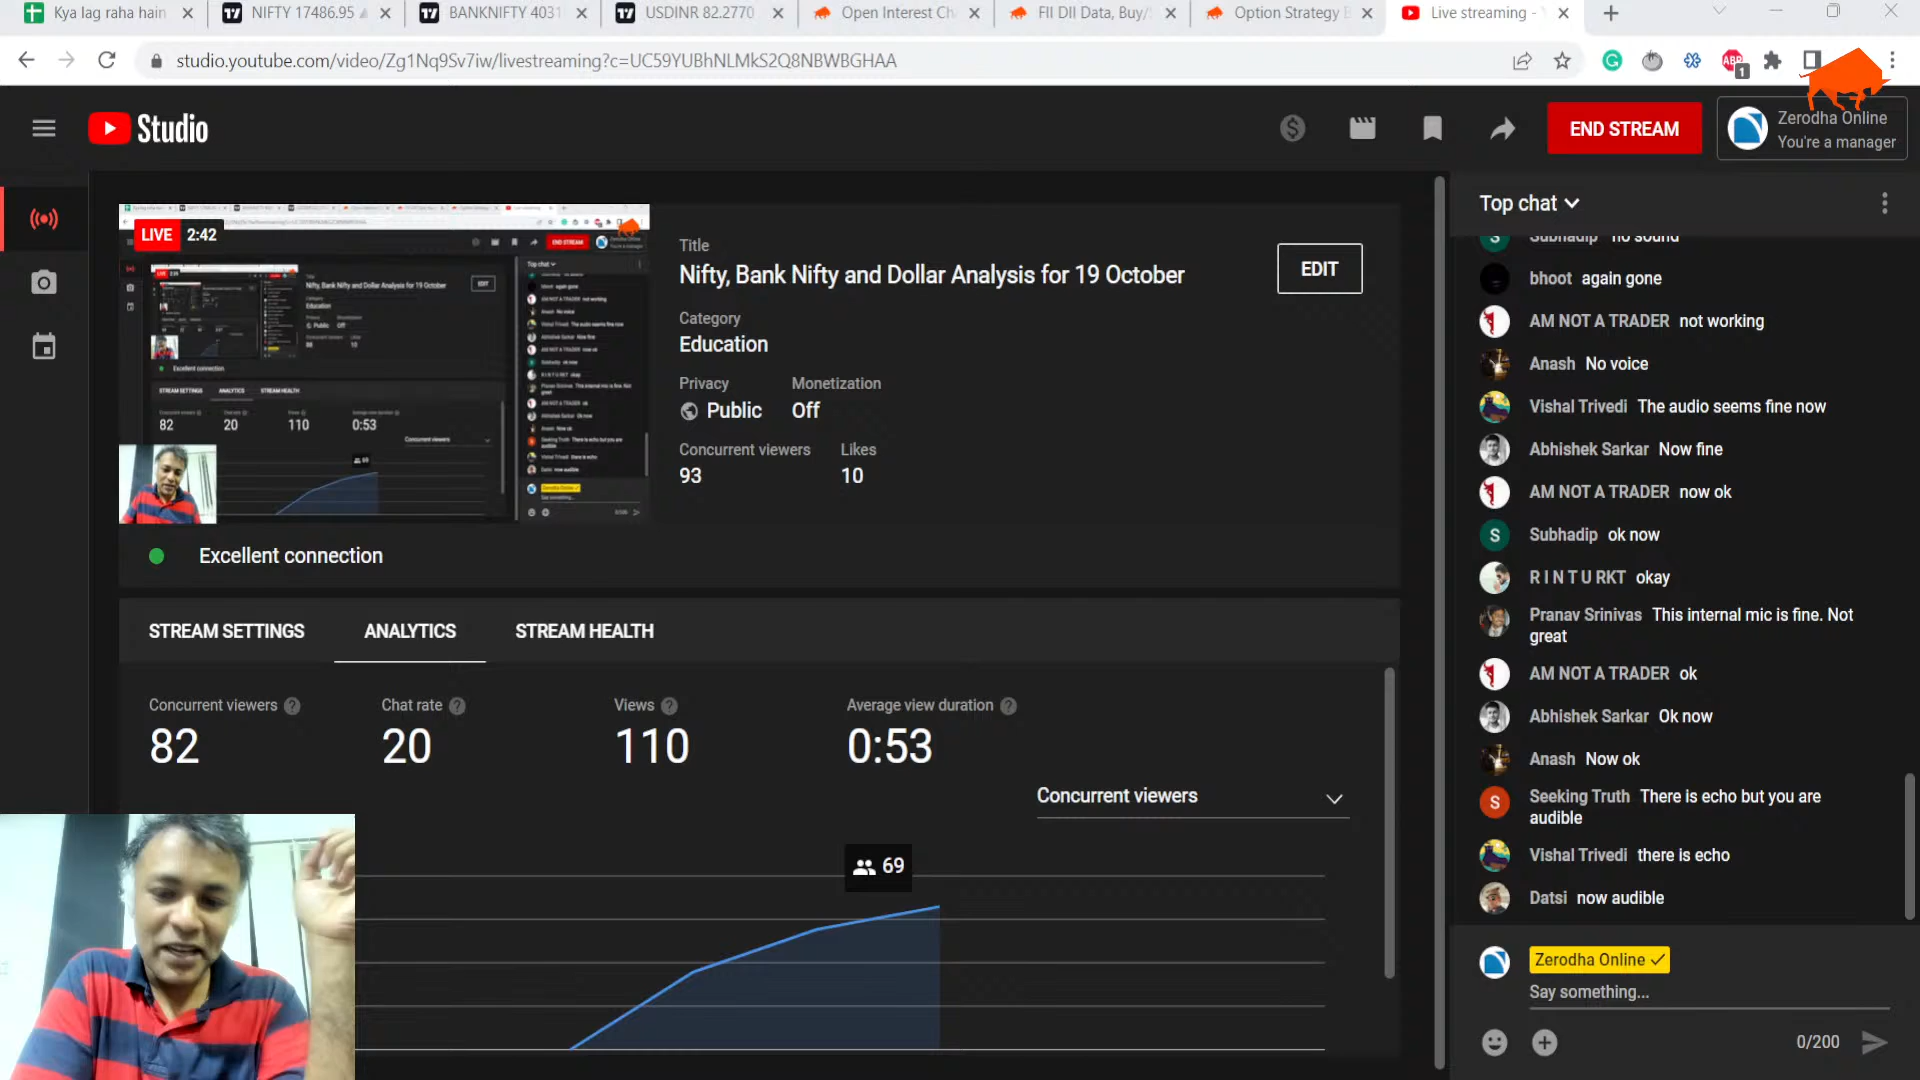 Kya lag raha hain
NIFTY 17486.95
BANKNIFTY 4031
USDINR 82.2770
Open Interest Ch
FII DII Data, Buy/
Option Strategy B
Live streaming -
studio.youtube.com/video/Zg1Nq9Sv7iw/livestreaming?c=UC59YUBhNLMkS2Q8NBWBGHAA
ABP
1
Studio
END STREAM
Zerodha Online
You're a manager
LIVE 2:42
Title
Nifty, Bank Nifty and Dollar Analysis for 19 October
EDIT
Category
Education
Privacy
Monetization
Public
Off
Concurrent viewers
Likes
93
10
Excellent connection
STREAM SETTINGS
ANALYTICS
STREAM HEALTH
Concurrent viewers
Chat rate
Views
Average view duration
82
20
110
0:53
Concurrent viewers
69
Top chat
Subhadip no sound
bhoot again gone
AM NOT A TRADER not working
Anash No voice
Vishal Trivedi The audio seems fine now
Abhishek Sarkar Now fine
AM NOT A TRADER now ok
S Subhadip ok now
R I N T U RKT okay
Pranav Srinivas This internal mic is fine. Not
great
AM NOT A TRADER ok
Abhishek Sarkar Ok now
Anash Now ok
S Seeking Truth There is echo but you are
audible
Vishal Trivedi there is echo
Datsi now audible
Zerodha Online
Say something...
0/200